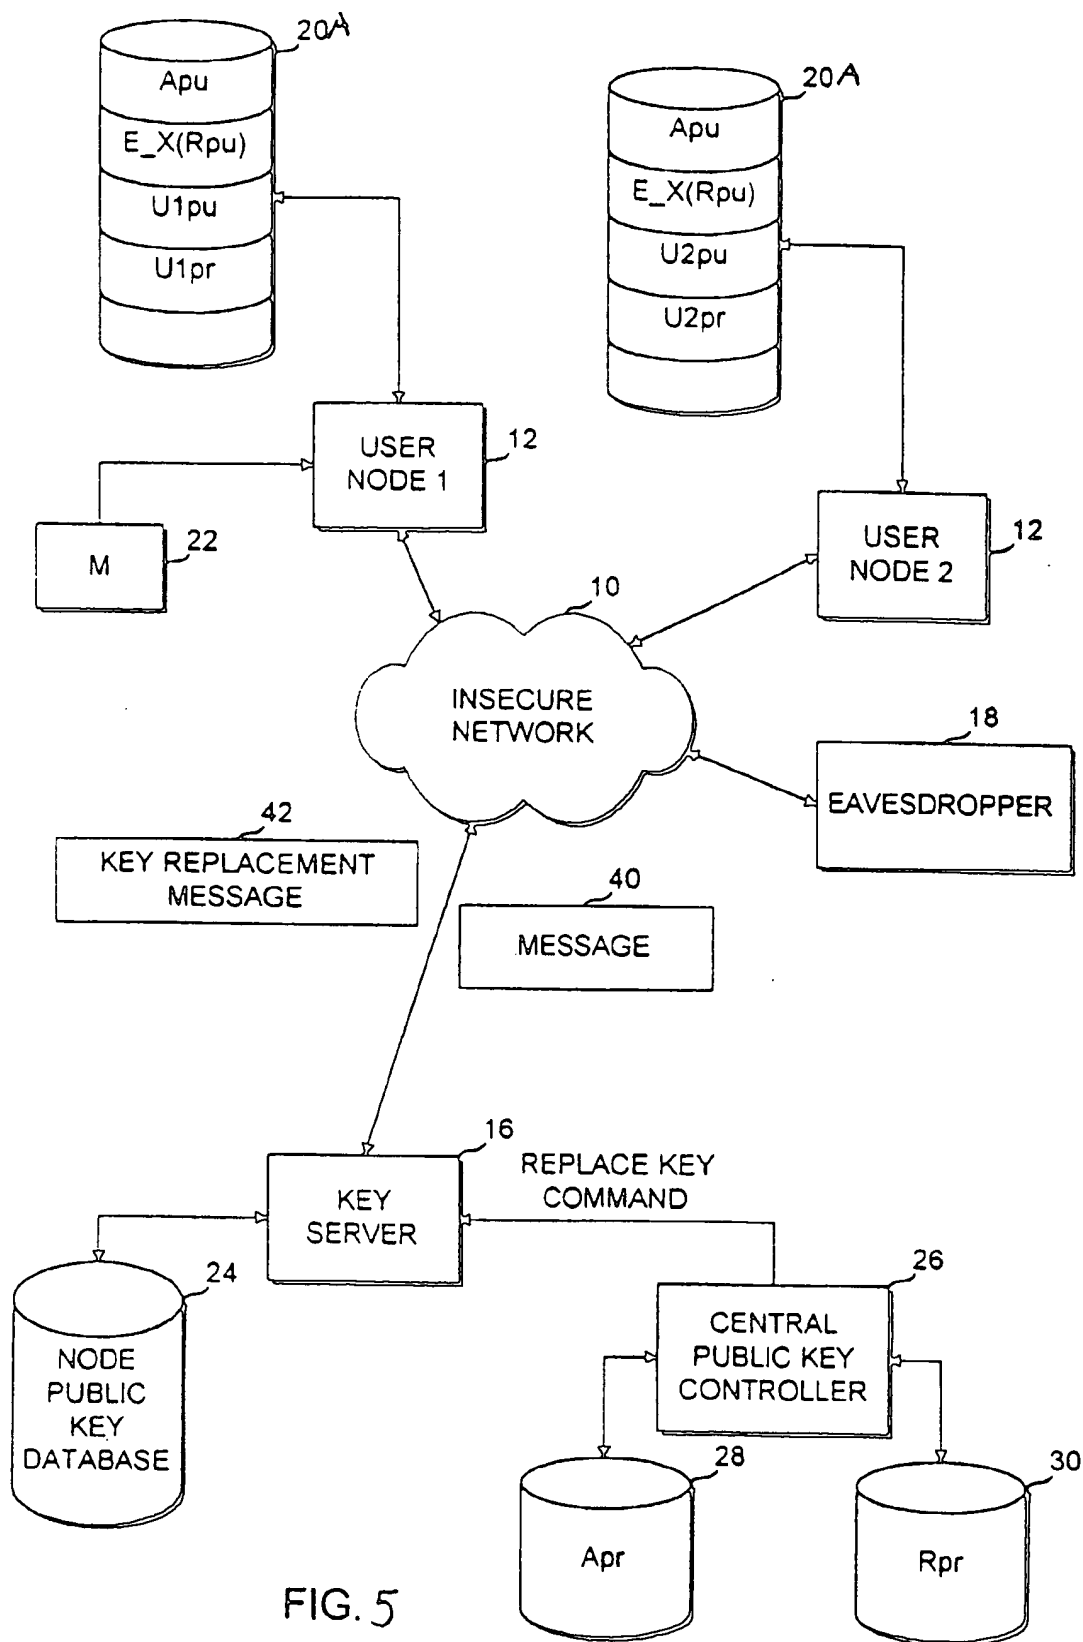 20A
Apu
E_X(Rpu)
U1pu
U1pr
20A
Apu
E_X(Rpu)
U2pu
U2pr
USER
NODE 1
12
M
22
USER
NODE 2
12
10
INSECURE
NETWORK
18
EAVESDROPPER
42
KEY REPLACEMENT
MESSAGE
40
MESSAGE
16
KEY
SERVER
REPLACE KEY
COMMAND
24
NODE
PUBLIC
KEY
DATABASE
26
CENTRAL
PUBLIC KEY
CONTROLLER
28
Apr
30
Rpr
FIG. 5